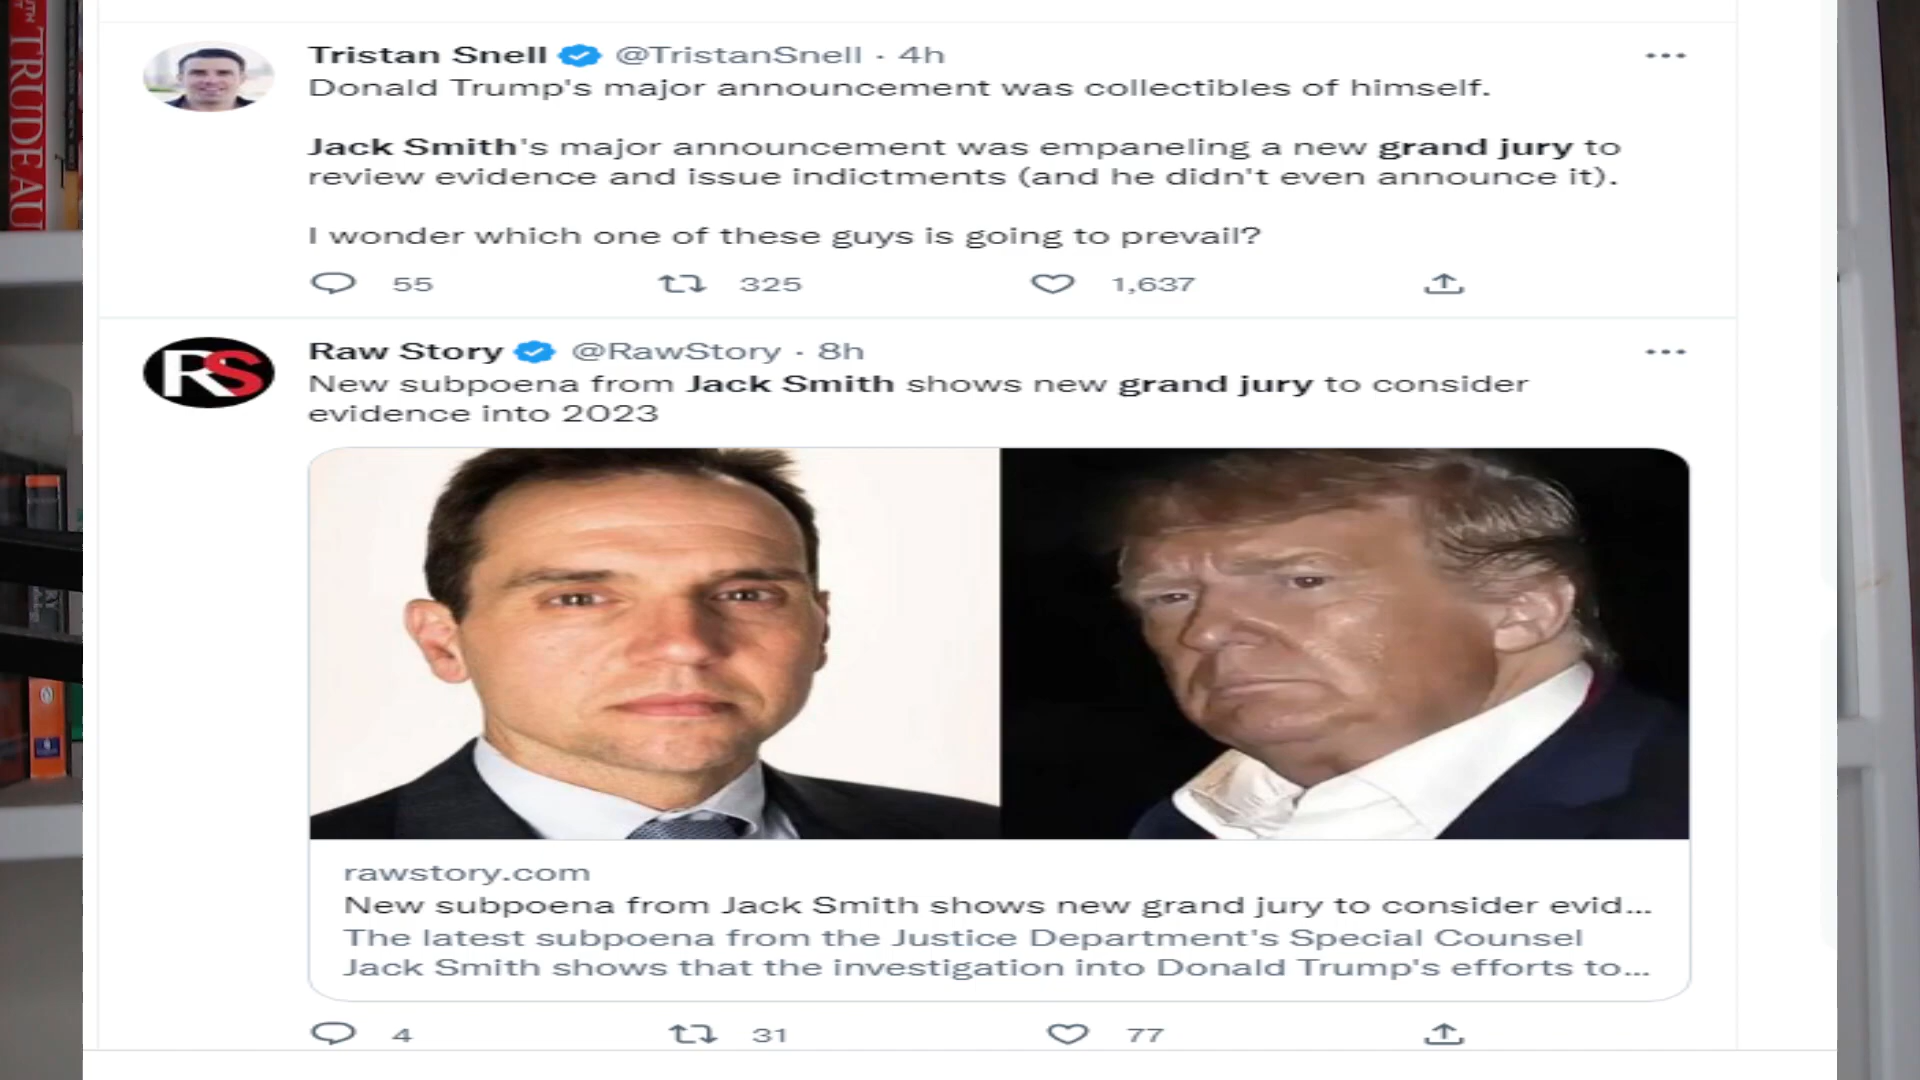 TRUDEAU
Tristan Snell @TristanSnell · 4h
Donald Trump's major announcement was collectibles of himself.
Jack Smith's major announcement was empaneling a new grand jury to
review evidence and issue indictments (and he didn't even announce it).
I wonder which one of these guys is going to prevail?
55 325 1,637
RS
Raw Story @RawStory · 8h
New subpoena from Jack Smith shows new grand jury to consider
evidence into 2023
rawstory.com
New subpoena from Jack Smith shows new grand jury to consider evid...
The latest subpoena from the Justice Department's Special Counsel
Jack Smith shows that the investigation into Donald Trump's efforts to...
4 31 77